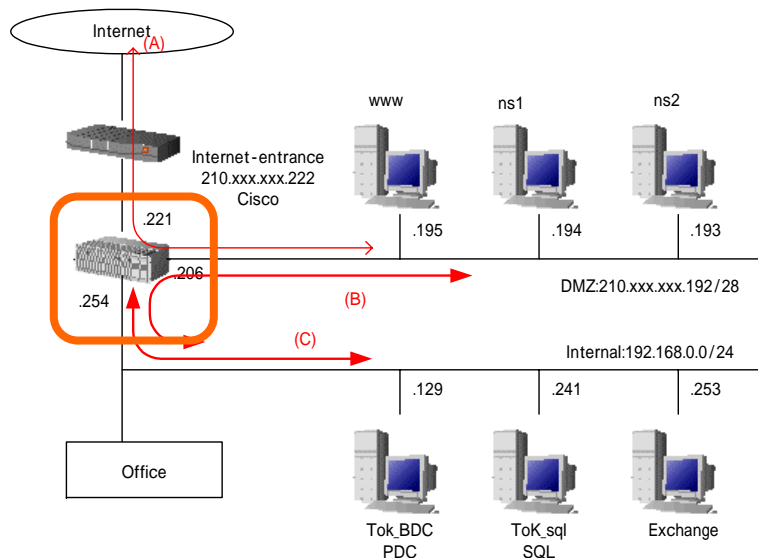 Internet
(A)
www
ns1
ns2
Internet-entrance
210.xxx.xxx.222
Cisco
.221
.195
.194
.193
.206
.254
DMZ:210.xxx.xxx.192/28
(B)
(C)
Internal:192.168.0.0/24
.129
.241
.253
Office
Tok_BDC
PDC
ToK_sql
SQL
Exchange